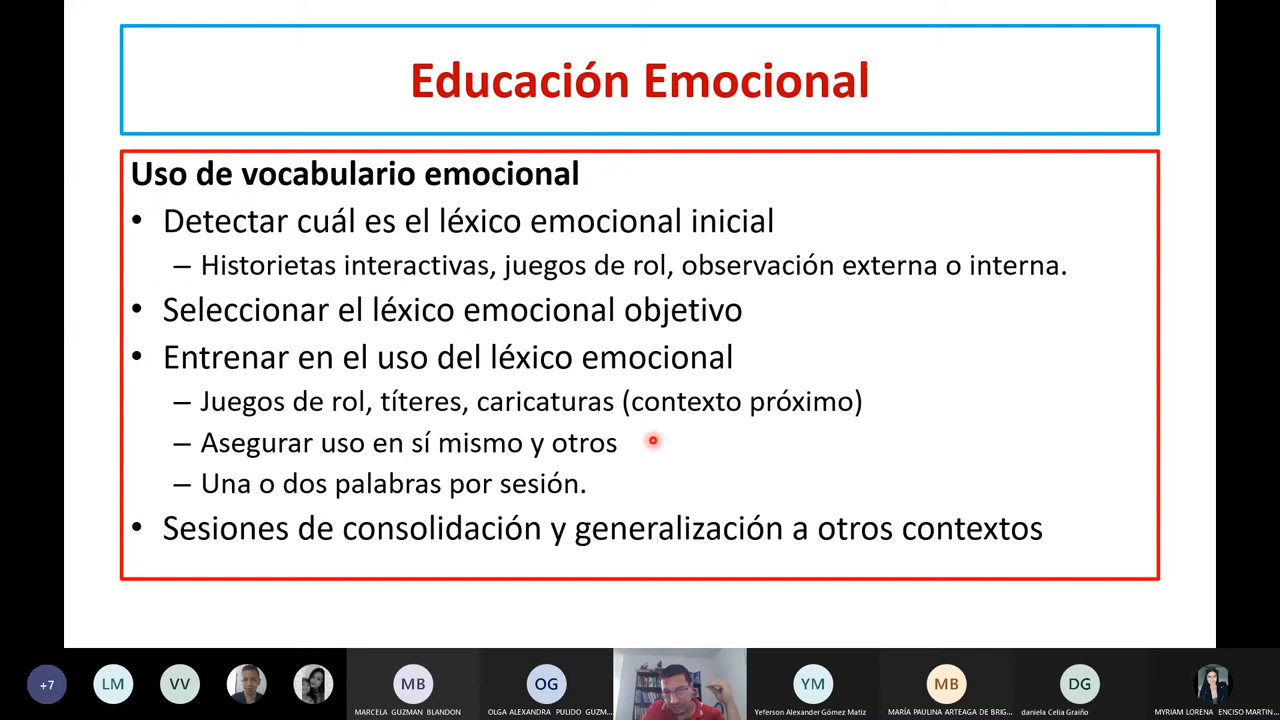 Educación Emocional
Uso de vocabulario emocional
• Detectar cuál es el léxico emocional inicial
– Historietas interactivas, juegos de rol, observación externa o interna.
• Seleccionar el léxico emocional objetivo
• Entrenar en el uso del léxico emocional
– Juegos de rol, títeres, caricaturas (contexto próximo)
– Asegurar uso en sí mismo y otros
– Una o dos palabras por sesión.
• Sesiones de consolidación y generalización a otros contextos
+7
LM
VV
MB
OG
YM
MB
DG
MARCELA GUZMAN BLANDON
OLGA ALEXANDRA PULIDO GUZM...
Yeferson Alexander Gómez Matiz
MARÍA PAULINA ARTEAGA DE BRIG...
daniela Celia Graiño
MYRIAM LORENA ENCISO MARTIN...